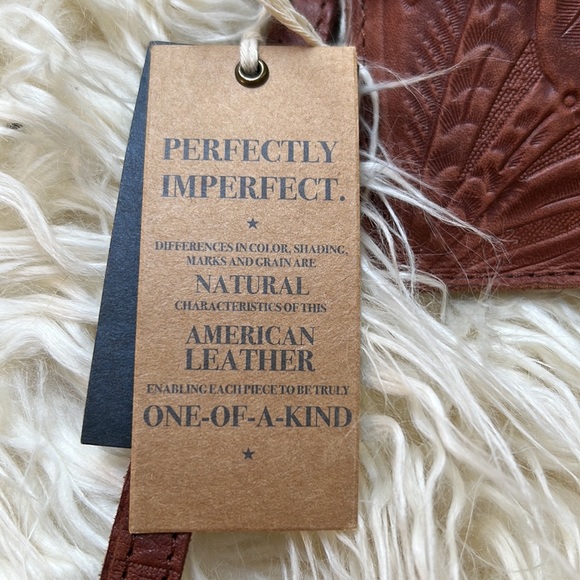 PERFECTLY
IMPERFECT.
★
DIFFERENCES IN COLOR, SHADING,
MARKS AND GRAIN ARE
NATURAL
CHARACTERISTICS OF THIS
AMERICAN
LEATHER
ENABLING EACH PIECE TO BE TRULY
ONE-OF-A-KIND
★